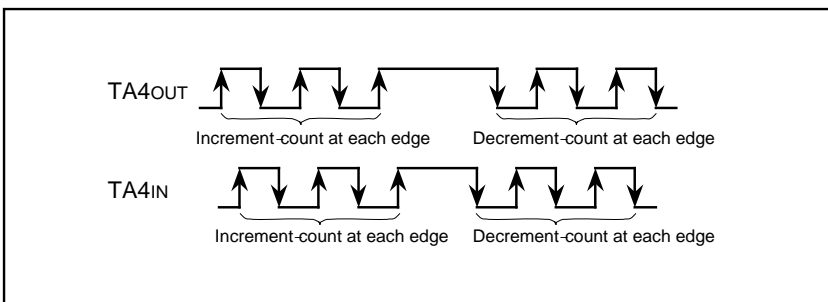 TA4OUT
Increment-count at each edge Decrement-count at each edge
TA4IN
Increment-count at each edge Decrement-count at each edge